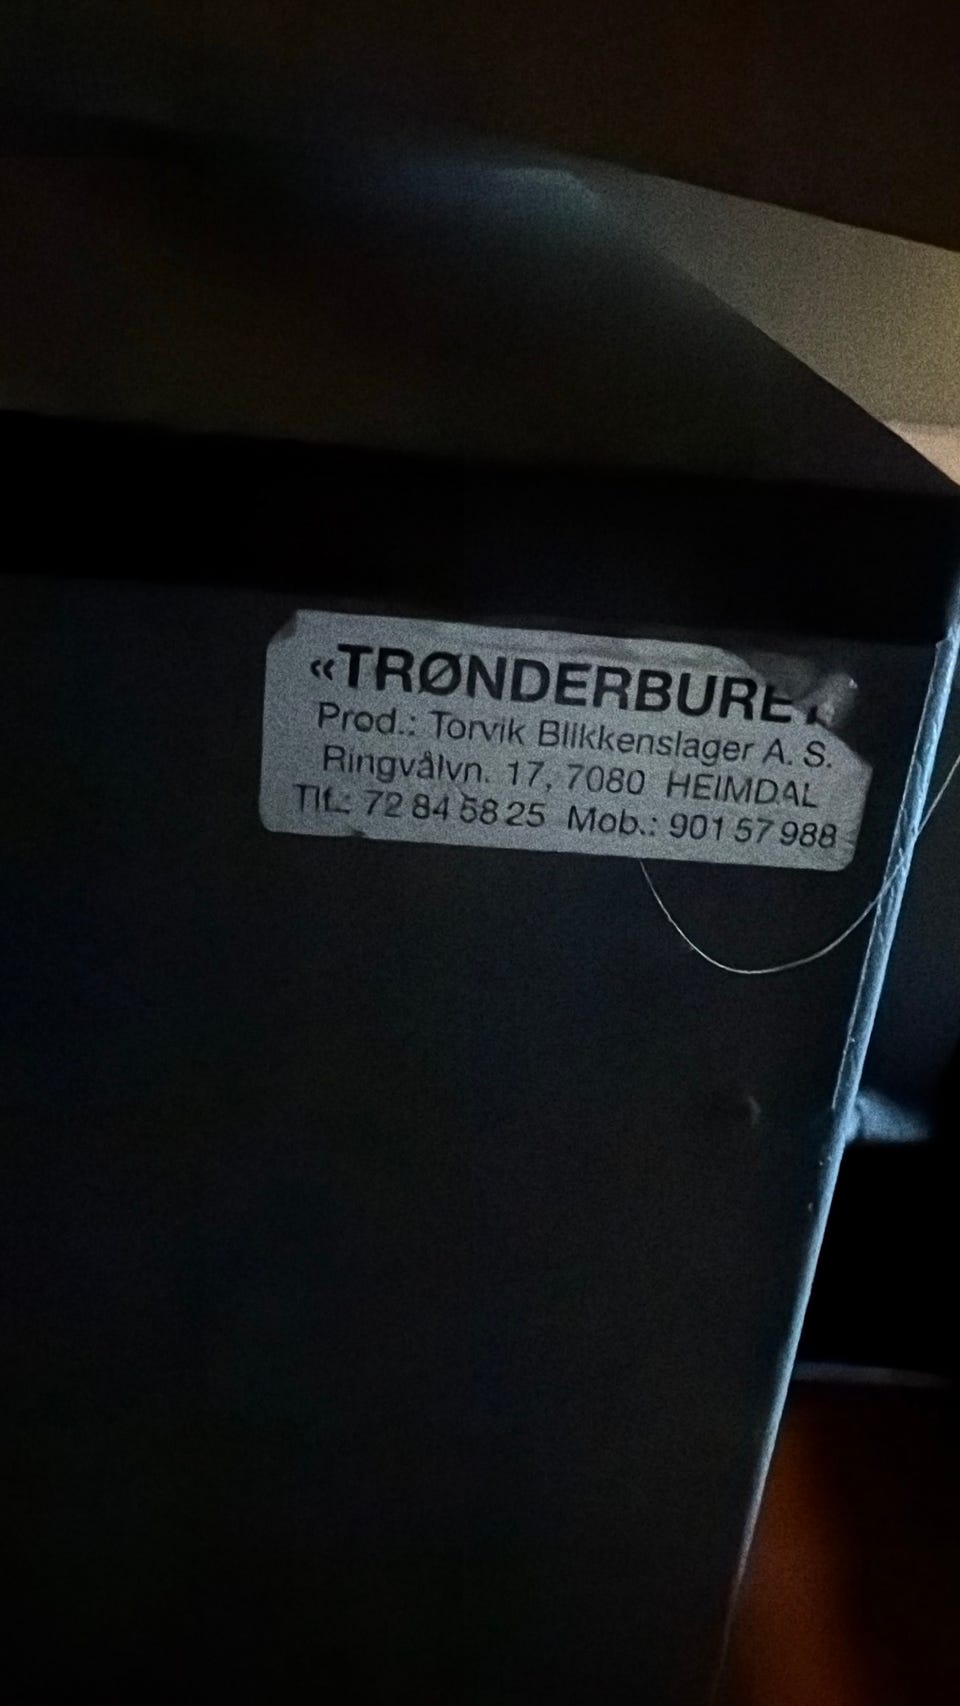 «TRØNDERBURET
Prod.: Torvik Blikkenslager A. S.
Ringvålvn. 17, 7080 HEIMDAL
Tlf.: 72 84 58 25 Mob.: 901 57 988